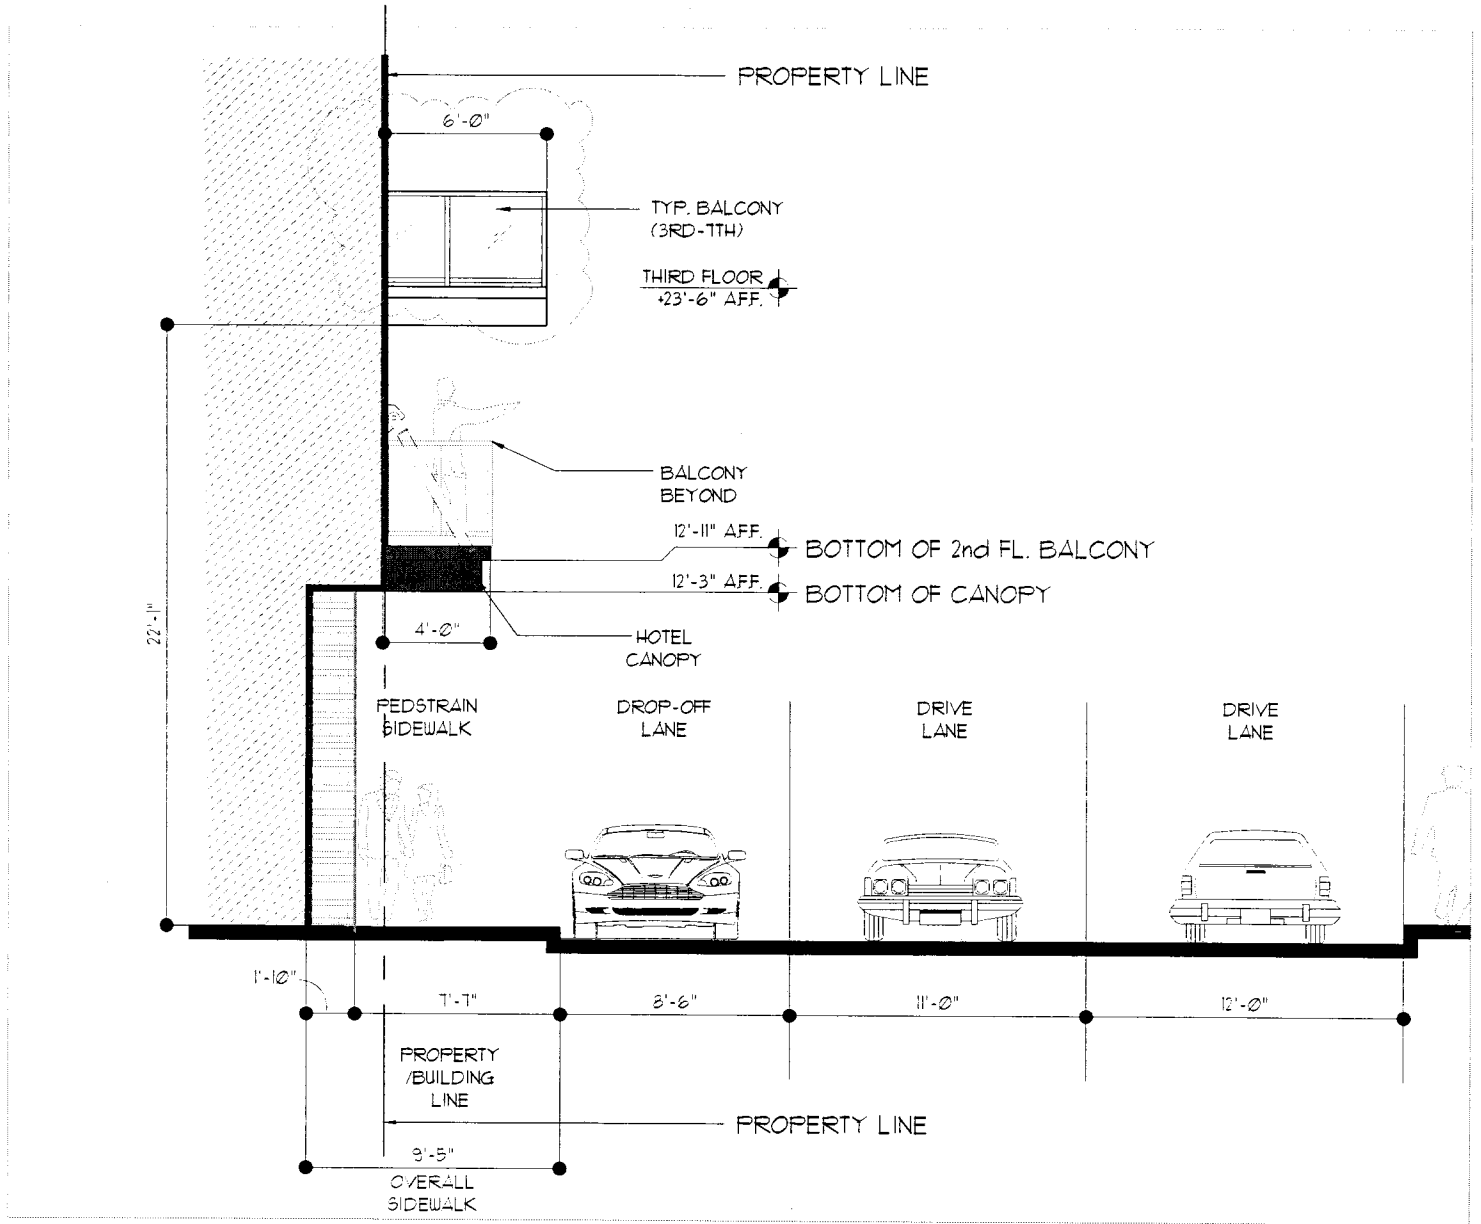 PROPERTY LINE
6'-0"
TYP. BALCONY
(3RD-7TH)
THIRD FLOOR
+23'-6" A.F.F.
BALCONY
BEYOND
12'-11" A.F.F.
BOTTOM OF 2nd FL. BALCONY
12'-3" A.F.F.
BOTTOM OF CANOPY
22'-1"
4'-0"
HOTEL
CANOPY
PEDSTRAIN
SIDEWALK
DROP-OFF
LANE
DRIVE
LANE
DRIVE
LANE
1'-10"
7'-7"
8'-6"
11'-0"
12'-0"
PROPERTY
/BUILDING
LINE
PROPERTY LINE
9'-5"
OVERALL
SIDEWALK